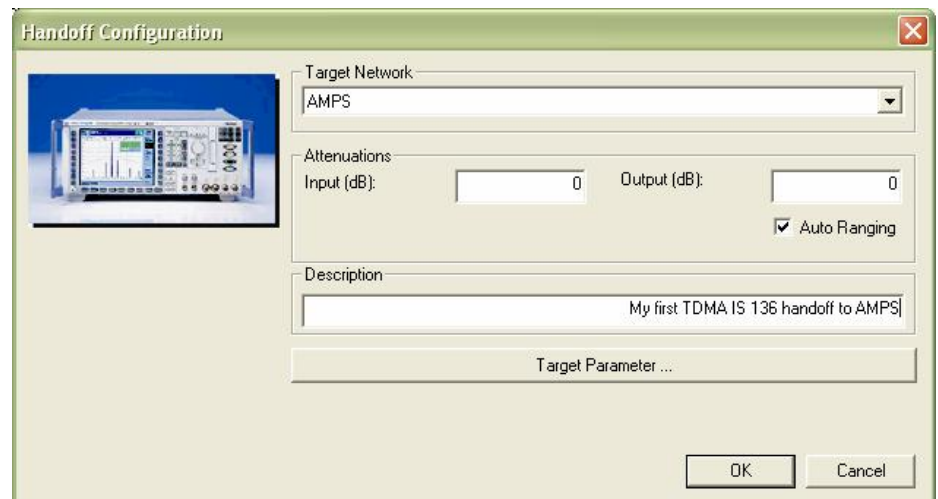 Handoff Configuration
Target Network
AMPS
Attenuations
Input (dB):
0
Output (dB):
0
Auto Ranging
Description
My first TDMA IS 136 handoff to AMPS
Target Parameter ...
OK
Cancel